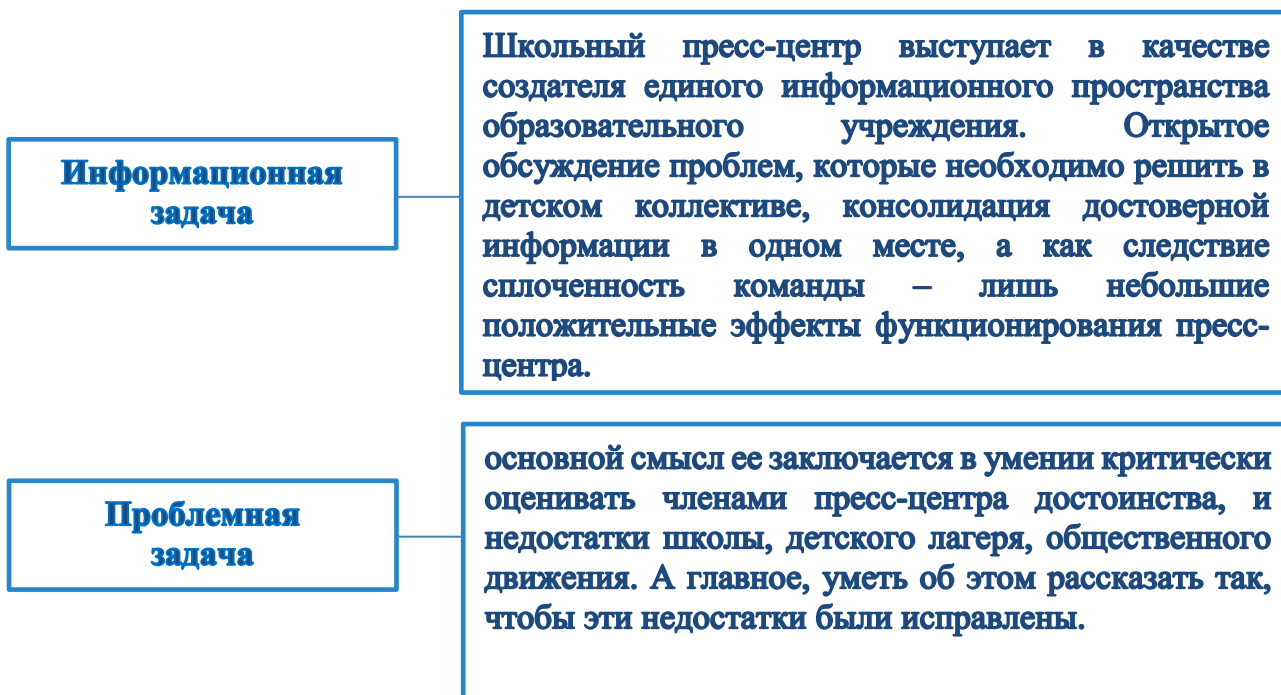 Информационная
задача
Школьный пресс-центр выступает в качестве
создателя единого информационного пространства
образовательного учреждения. Открытое
обсуждение проблем, которые необходимо решить в
детском коллективе, консолидация достоверной
информации в одном месте, а как следствие
сплоченность команды – лишь небольшие
положительные эффекты функционирования пресс-
центра.
Проблемная
задача
основной смысл ее заключается в умении критически
оценивать членами пресс-центра достоинства, и
недостатки школы, детского лагеря, общественного
движения. А главное, уметь об этом рассказать так,
чтобы эти недостатки были исправлены.